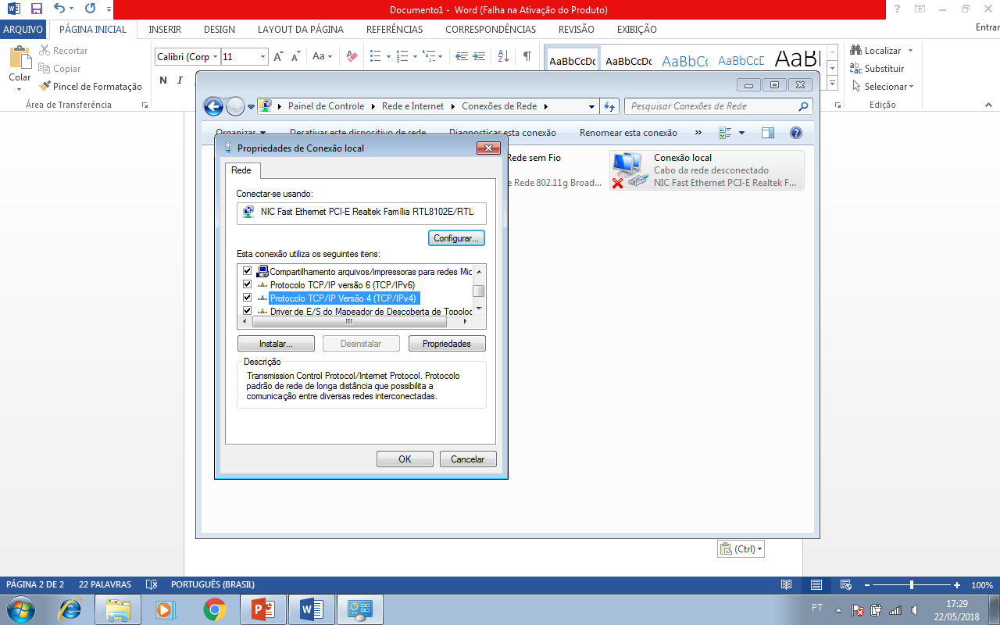 Documento1 - Word (Falha na Ativação do Produto)
ARQUIVO PÁGINA INICIAL INSERIR DESIGN LAYOUT DA PÁGINA REFERÊNCIAS CORRESPONDÊNCIAS REVISÃO EXIBIÇÃO Entrar
Colar
Recortar
Copiar
Pincel de Formatação
Área de Transferência
Calibri (Corp 11
Aa
N I
AaBbCcDc AaBbCcDc AaBbCc AaBbCcD AaBl
Localizar
Substituir
Selecionar
Edição
Painel de Controle Rede e Internet Conexões de Rede
Pesquisar Conexões de Rede
Organizar Desativar este dispositivo de rede Diagnosticar esta conexão Renomear esta conexão »
Rede sem Fio
e Rede 802.11g Broad...
Conexão local
Cabo da rede desconectado
NIC Fast Ethernet PCI-E Realtek F...
Propriedades de Conexão local
Rede
Conectar-se usando:
NIC Fast Ethernet PCI-E Realtek Família RTL8102E/RTL
Configurar...
Esta conexão utiliza os seguintes itens:
Compartilhamento arquivos/impressoras para redes Mic
Protocolo TCP/IP versão 6 (TCP/IPv6)
Protocolo TCP/IP Versão 4 (TCP/IPv4)
Driver de E/S do Mapeador de Descoberta de Topoloc
Instalar... Desinstalar Propriedades
Descrição
Transmission Control Protocol/Internet Protocol. Protocolo
padrão de rede de longa distância que possibilita a
comunicação entre diversas redes interconectadas.
OK Cancelar
(Ctrl)
PÁGINA 2 DE 2 22 PALAVRAS PORTUGUÊS (BRASIL) 100%
PT
17:29
22/05/2018